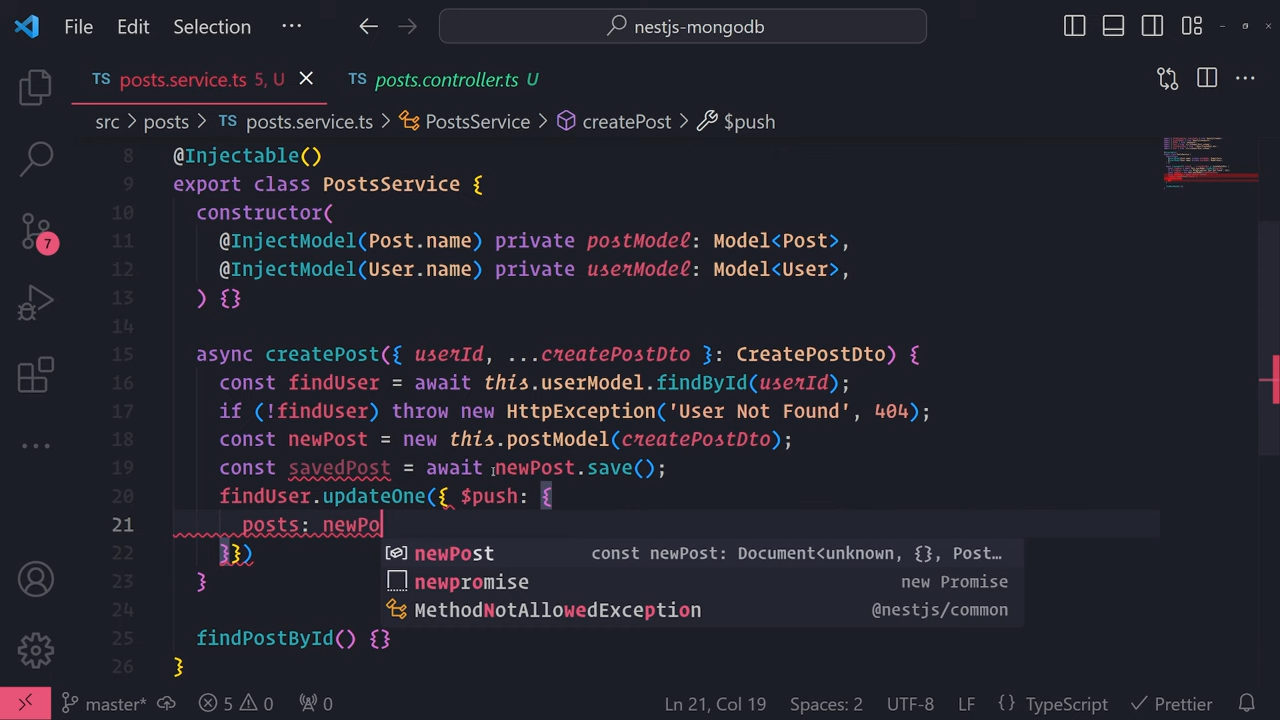 File Edit Selection ··· nestjs-mongodb
TS posts.service.ts 5, U TS posts.controller.ts U
src > posts > TS posts.service.ts > PostsService > createPost > $push
8 @Injectable()
9 export class PostsService {
10 constructor(
11 @InjectModel(Post.name) private postModel: Model<Post>,
12 @InjectModel(User.name) private userModel: Model<User>,
13 ) {}
14
15 async createPost({ userId, ...createPostDto }: CreatePostDto) {
16 const findUser = await this.userModel.findById(userId);
17 if (!findUser) throw new HttpException('User Not Found', 404);
18 const newPost = new this.postModel(createPostDto);
19 const savedPost = await newPost.save();
20 findUser.updateOne({ $push: {
21 posts: newPo
22 }})
newPost const newPost: Document<unknown, {}, Post…
newpromise new Promise
23 }
MethodNotAllowedException @nestjs/common
24
25 findPostById() {}
26 }
7
master* 5 0 0 Ln 21, Col 19 Spaces: 2 UTF-8 LF {} TypeScript Prettier